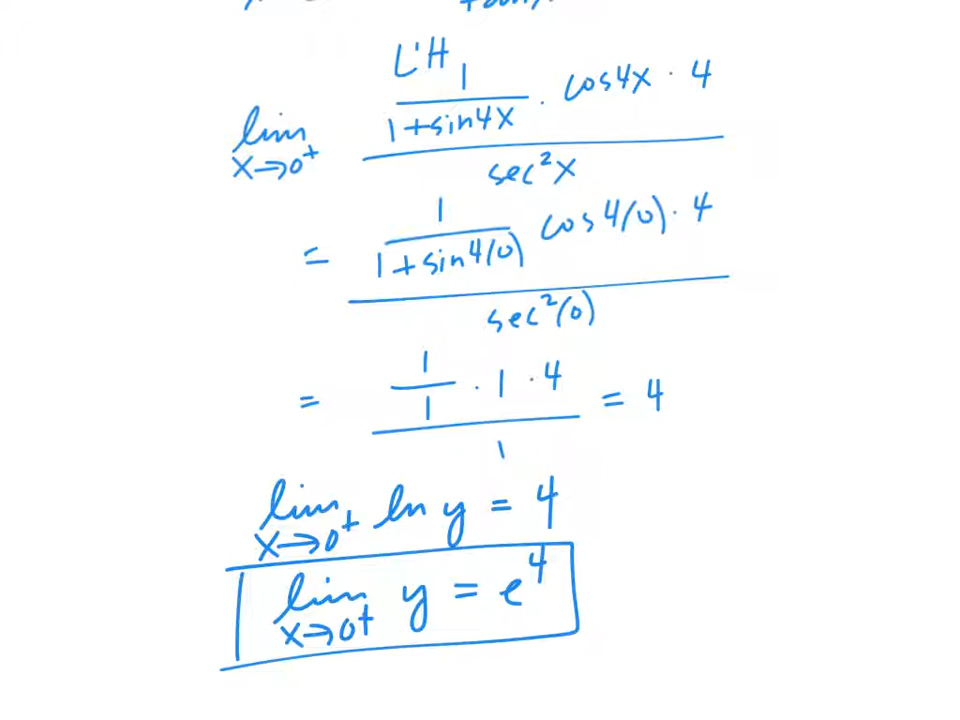 L'H
lim x→0⁺ (1/(1+sin4x) · cos4x · 4) / (sec²x)
= (1/(1+sin4(0)) cos4(0) · 4) / (sec²(0))
= (1/1 · 1 · 4) / 1 = 4
lim x→0⁺ ln y = 4
lim x→0⁺ y = e⁴